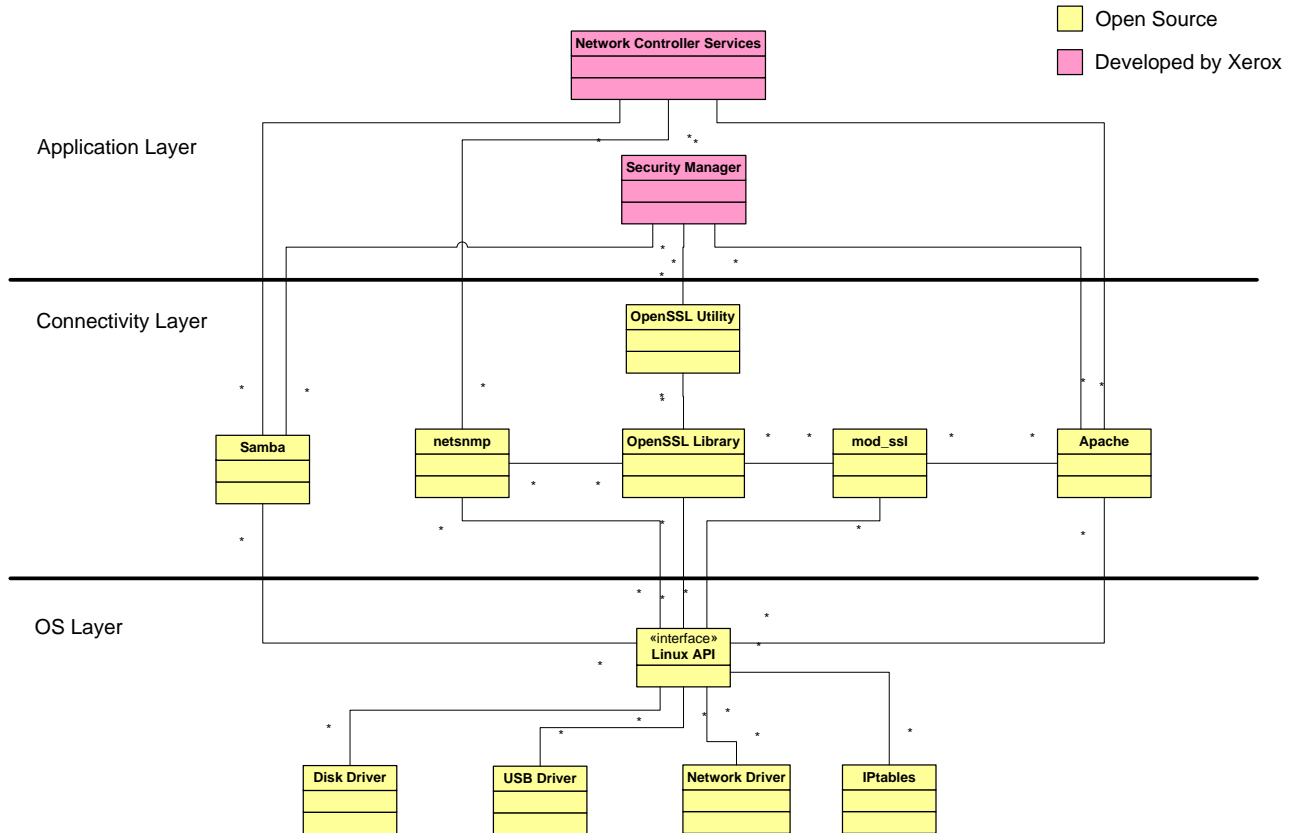 Open Source
Developed by Xerox
Network Controller Services
Application Layer
* * *
Security Manager
* * *
*
Connectivity Layer
OpenSSL Utility
* * * * *
* *
Samba
netsnmp
OpenSSL Library
* *
mod_ssl
* *
Apache
* *
* * * * *
* * *
*
OS Layer
«interface»
Linux API
*
*
* * * *
* * * *
Disk Driver
USB Driver
Network Driver
IPtables